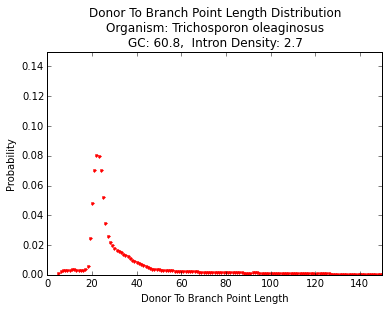 Donor To Branch Point Length Distribution
Organism: Trichosporon oleaginosus
GC: 60.8,  Intron Density: 2.7
0.14
0.12
0.10
0.08
0.06
0.04
0.02
0.00
Probability
0 20 40 60 80 100 120 140
Donor To Branch Point Length